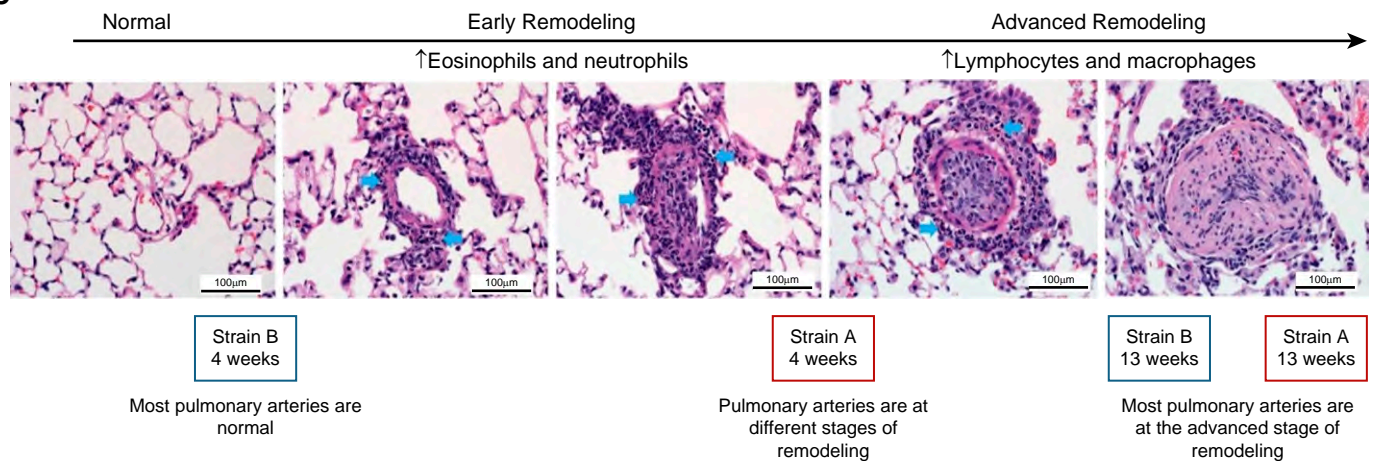 Normal
Early Remodeling
Advanced Remodeling
↑Eosinophils and neutrophils
↑Lymphocytes and macrophages
100μm
100μm
100μm
100μm
100μm
Strain B
4 weeks
Strain A
4 weeks
Strain B
13 weeks
Strain A
13 weeks
Most pulmonary arteries are
normal
Pulmonary arteries are at
different stages of
remodeling
Most pulmonary arteries are
at the advanced stage of
remodeling